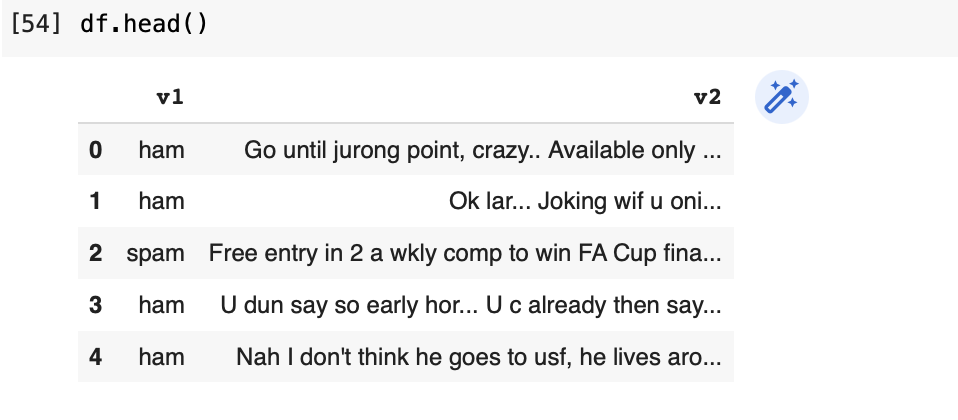 [54] df.head()
v1 v2
0 ham Go until jurong point, crazy.. Available only ...
1 ham Ok lar... Joking wif u oni...
2 spam Free entry in 2 a wkly comp to win FA Cup fina...
3 ham U dun say so early hor... U c already then say...
4 ham Nah I don't think he goes to usf, he lives aro...